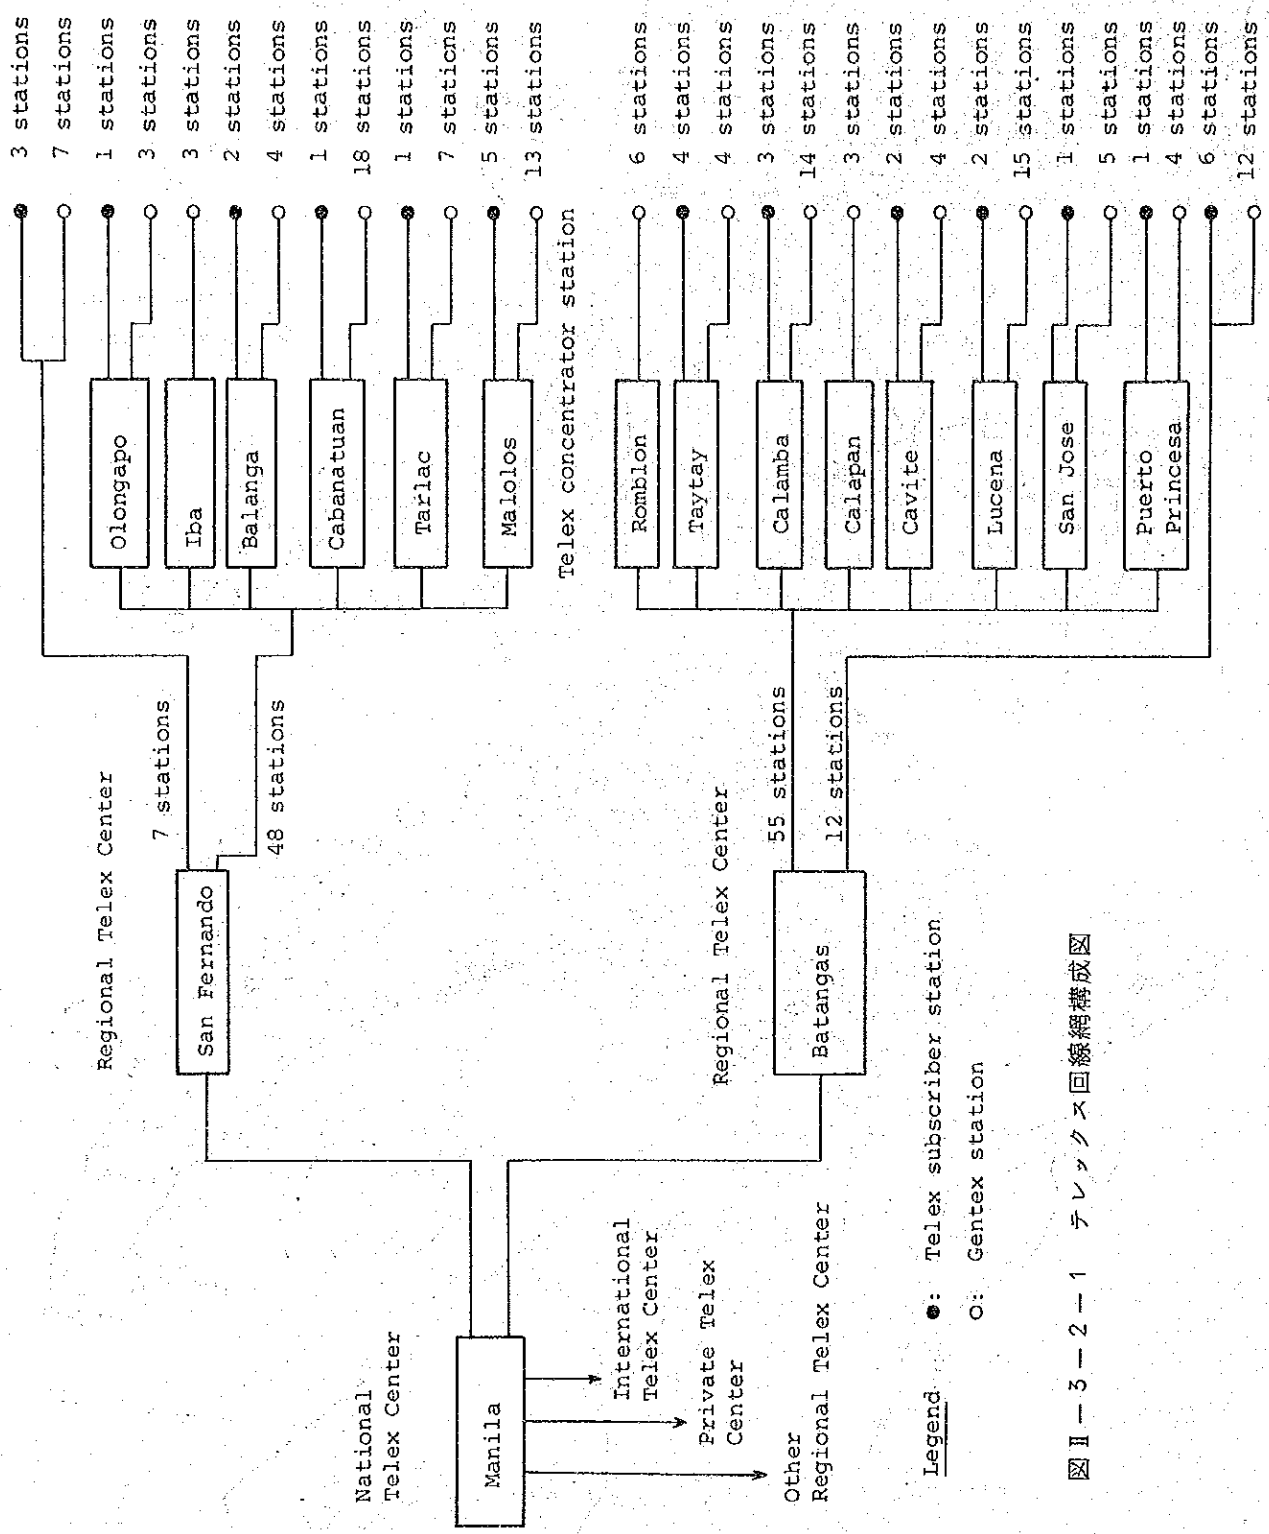 National
Telex Center
Manila
International
Telex Center
Private Telex
Center
Other
Regional Telex Center
Regional Telex Center
San Fernando
7 stations
48 stations
Regional Telex Center
Batangas
55 stations
12 stations
Olongapo
Iba
Balanga
Cabanatuan
Tarlac
Malolos
Telex concentrator station
Romblon
Taytay
Calamba
Calapan
Cavite
Lucena
San Jose
Puerto
Princesa
3 stations
7 stations
1 stations
3 stations
3 stations
2 stations
4 stations
1 stations
18 stations
1 stations
7 stations
5 stations
13 stations
6 stations
4 stations
4 stations
3 stations
14 stations
3 stations
2 stations
4 stations
2 stations
15 stations
1 stations
5 stations
1 stations
4 stations
6 stations
12 stations
Legend
●: Telex subscriber station
○: Gentex station
図Ⅱ－3－2－1 テレックス回線網構成図